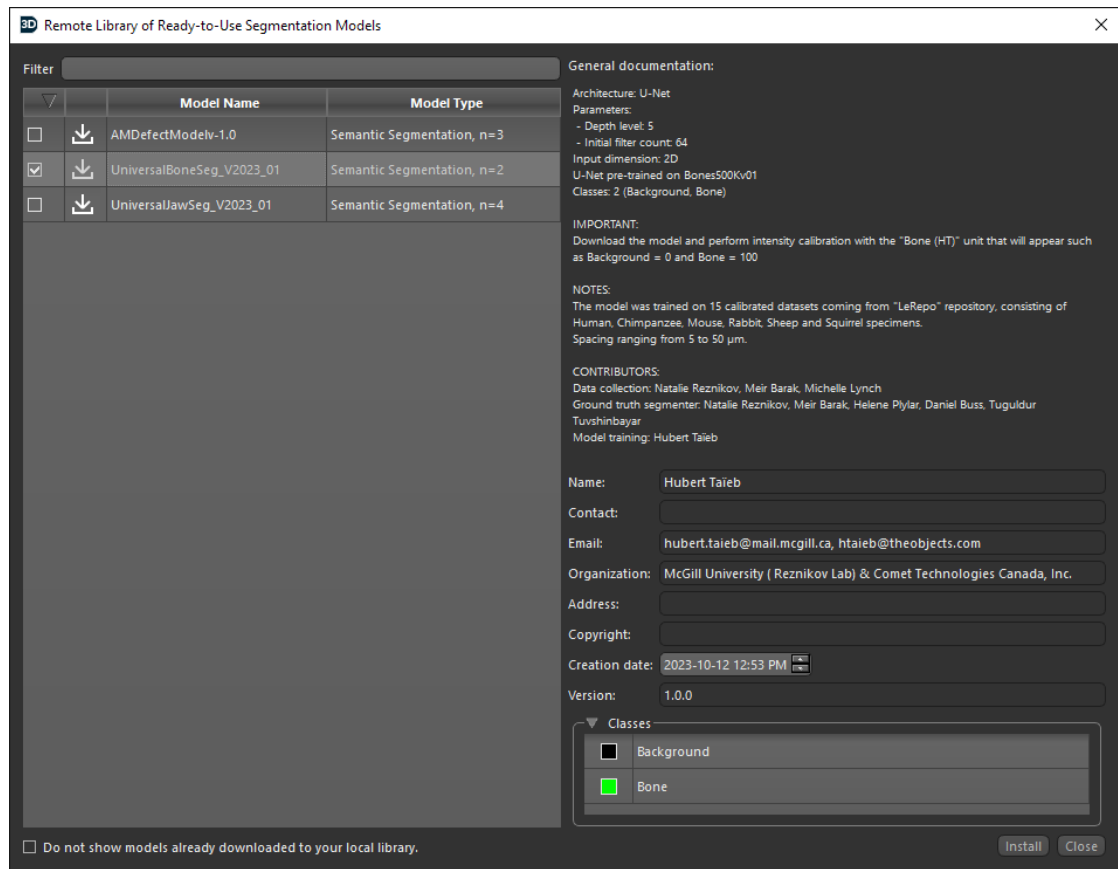 3D Remote Library of Ready-to-Use Segmentation Models
Filter
Model Name Model Type
AMDefectModelv-1.0 Semantic Segmentation, n=3
UniversalBoneSeg_V2023_01 Semantic Segmentation, n=2
UniversalJawSeg_V2023_01 Semantic Segmentation, n=4
Do not show models already downloaded to your local library.
General documentation:
Architecture: U-Net
Parameters:
- Depth level: 5
- Initial filter count: 64
Input dimension: 2D
U-Net pre-trained on Bones500Kv01
Classes: 2 (Background, Bone)
IMPORTANT:
Download the model and perform intensity calibration with the "Bone (HT)" unit that will appear such
as Background = 0 and Bone = 100
NOTES:
The model was trained on 15 calibrated datasets coming from "LeRepo" repository, consisting of
Human, Chimpanzee, Mouse, Rabbit, Sheep and Squirrel specimens.
Spacing ranging from 5 to 50 µm.
CONTRIBUTORS:
Data collection: Natalie Reznikov, Meir Barak, Michelle Lynch
Ground truth segmenter: Natalie Reznikov, Meir Barak, Helene Plylar, Daniel Buss, Tuguldur
Tuvshinbayar
Model training: Hubert Taïeb
Name: Hubert Taïeb
Contact:
Email: hubert.taieb@mail.mcgill.ca, htaieb@theobjects.com
Organization: McGill University ( Reznikov Lab) & Comet Technologies Canada, Inc.
Address:
Copyright:
Creation date: 2023-10-12 12:53 PM
Version: 1.0.0
Classes
Background
Bone
Install Close